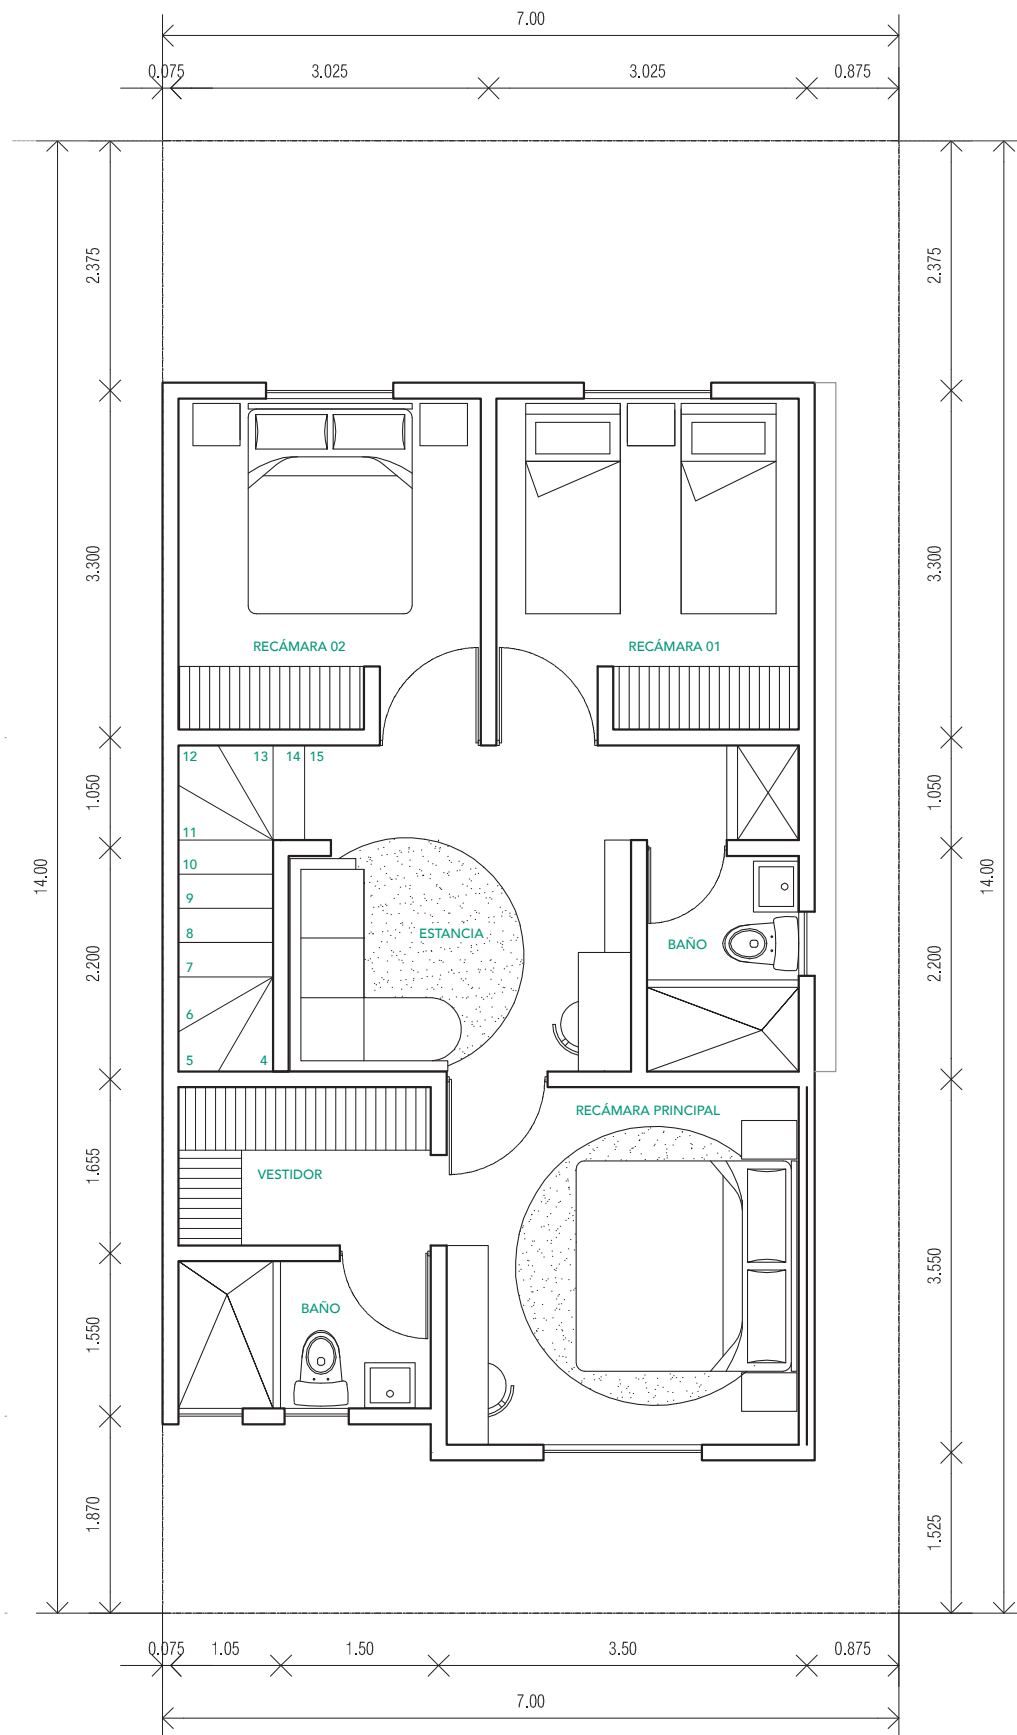 7.00
0.075 3.025 3.025 0.875
2.375 2.375
3.300 3.300
RECÁMARA 02 RECÁMARA 01
12 13 14 15
1.050 1.050
11
10
14.00 14.00
9
8 ESTANCIA BAÑO
7
2.200 2.200
6
5 4
RECÁMARA PRINCIPAL
1.655 VESTIDOR
3.550
BAÑO
1.550
1.870
1.525
0.075 1.05 1.50 3.50 0.875
7.00